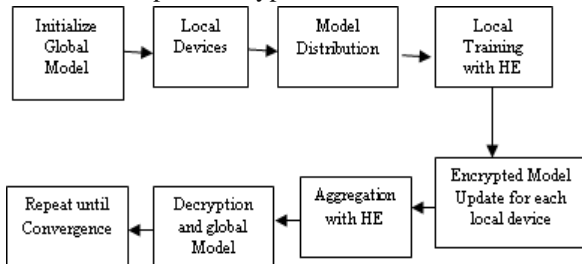 Initialize
Global
Model
Local
Devices
Model
Distribution
Local
Training
with HE
Encrypted Model
Update for each
local device
Aggregation
with HE
Decryption
and global
Model
Repeat until
Convergence